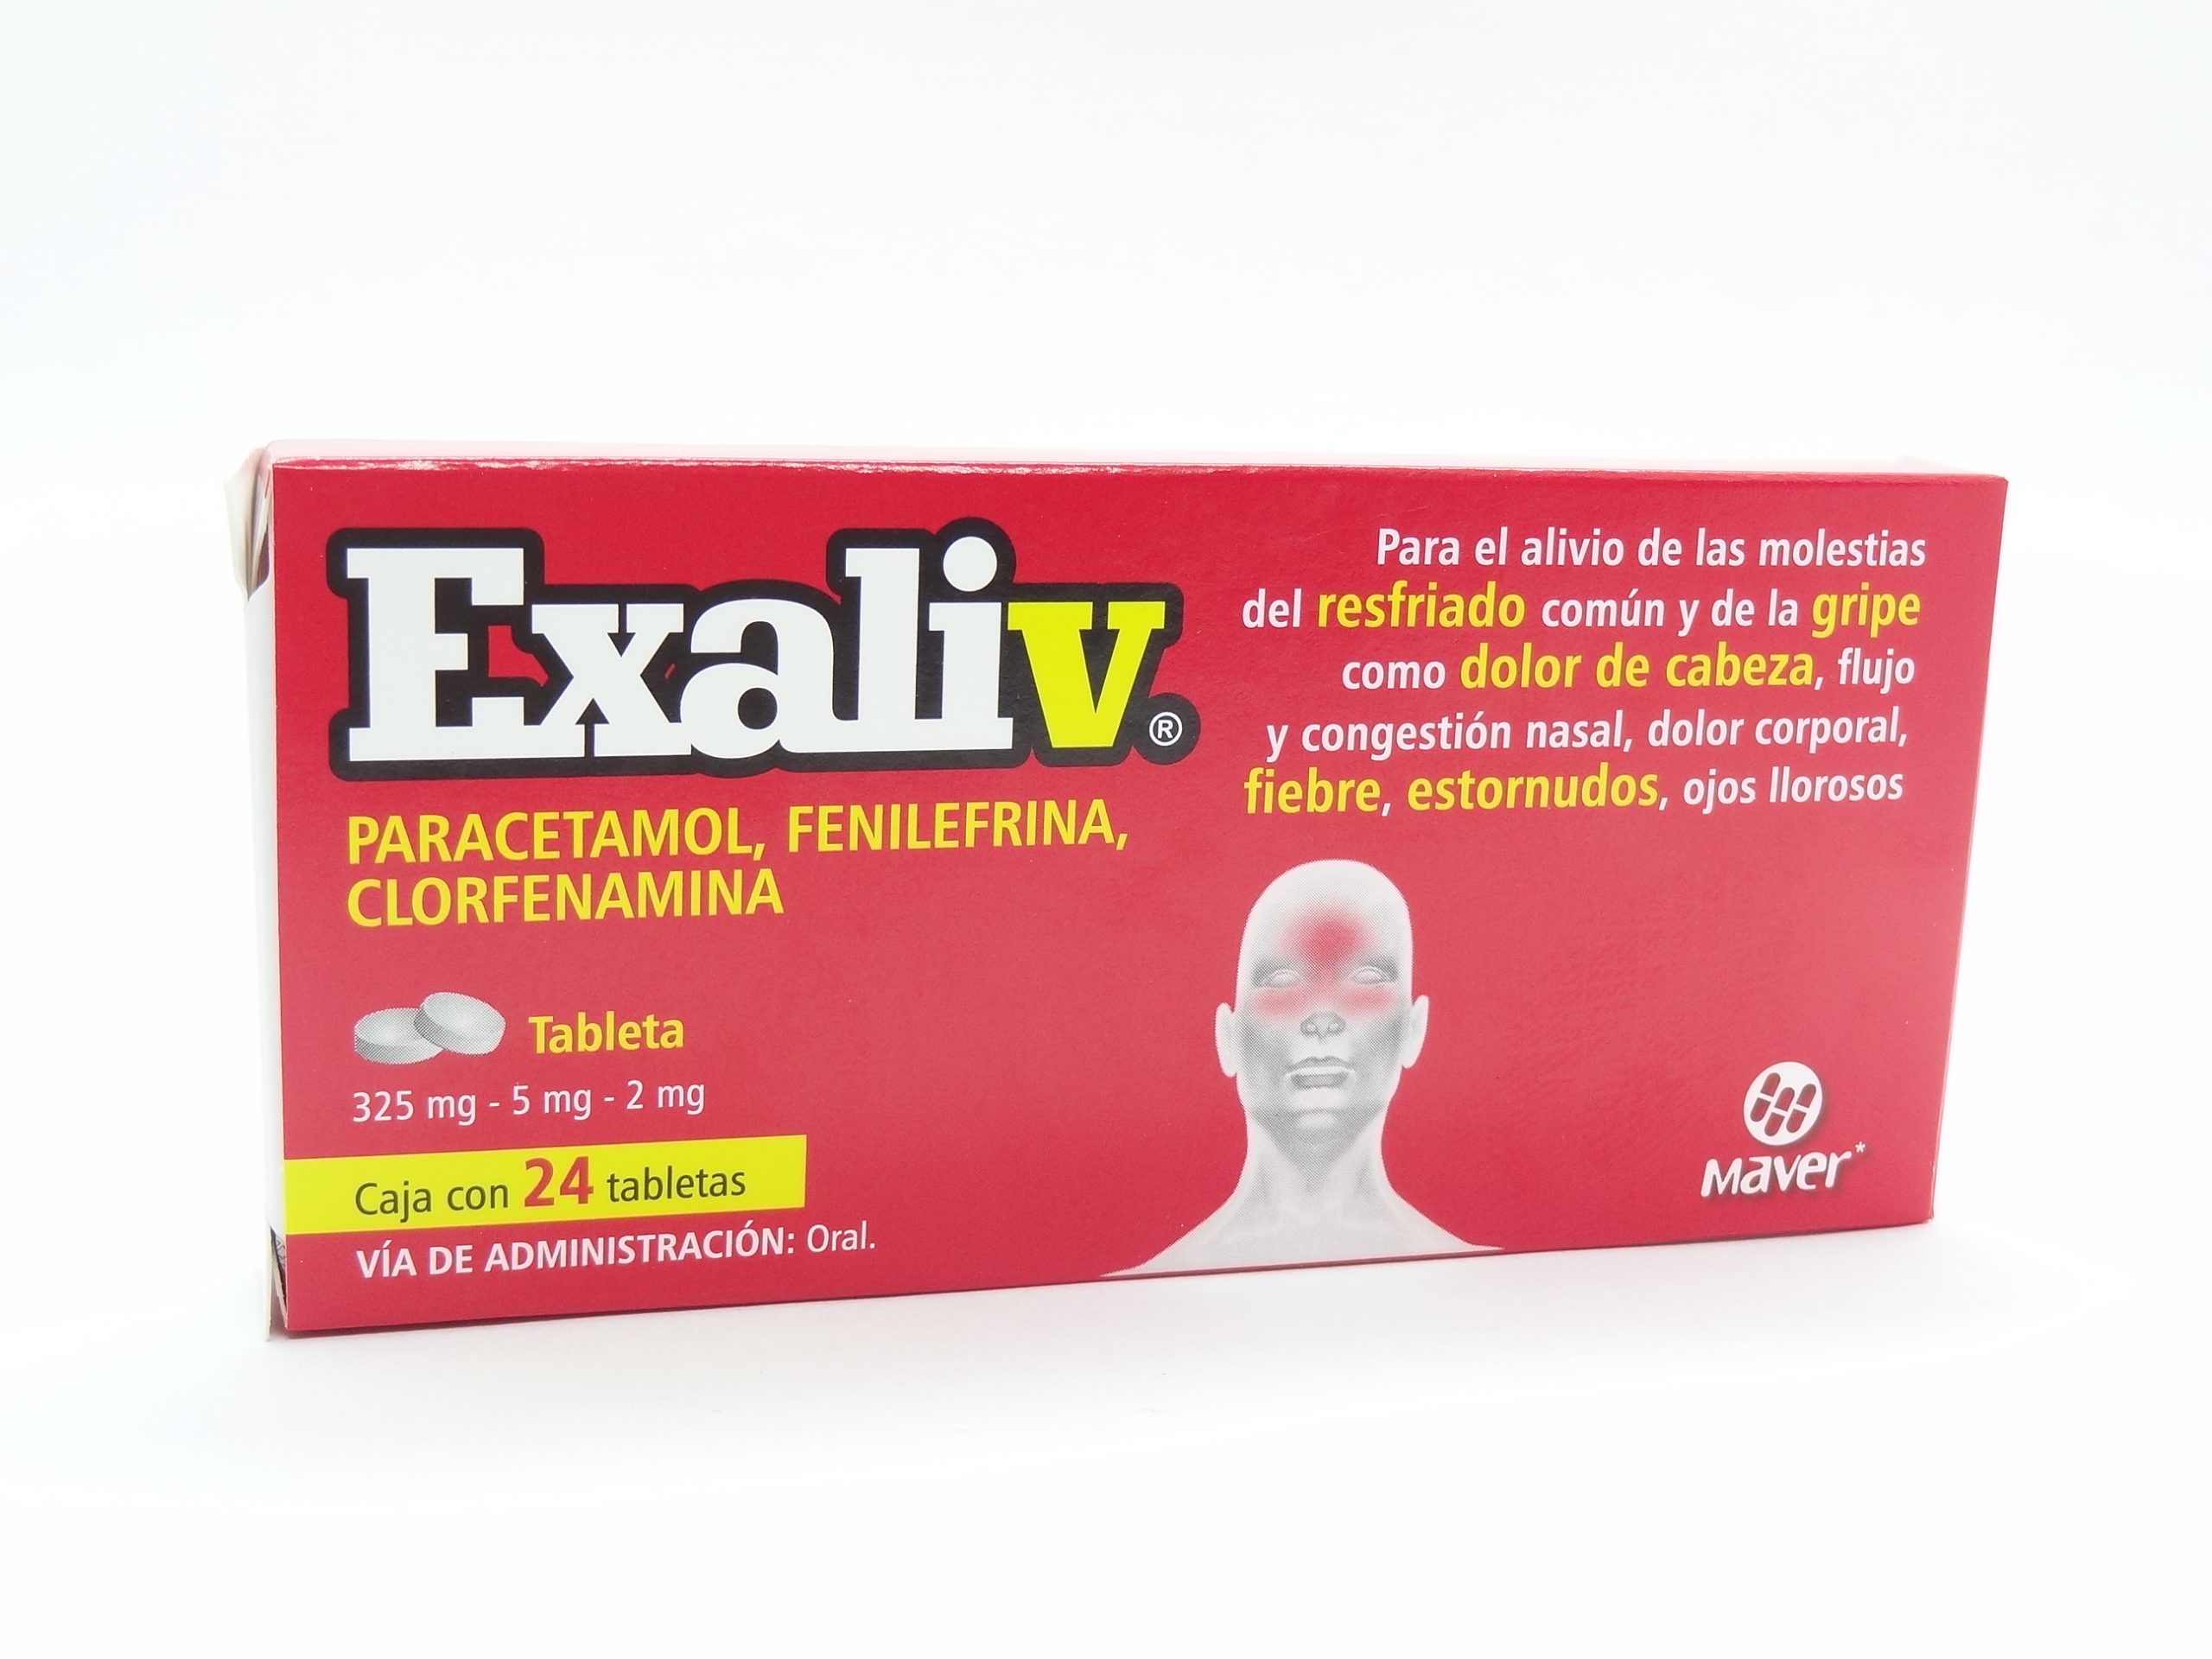 Exaliv®
PARACETAMOL, FENILEFRINA,
CLORFENAMINA
Tableta
325 mg - 5 mg - 2 mg
Caja con 24 tabletas
VÍA DE ADMINISTRACIÓN: Oral.
Para el alivio de las molestias
del resfriado común y de la gripe
como dolor de cabeza, flujo
y congestión nasal, dolor corporal,
fiebre, estornudos, ojos llorosos
Maver*